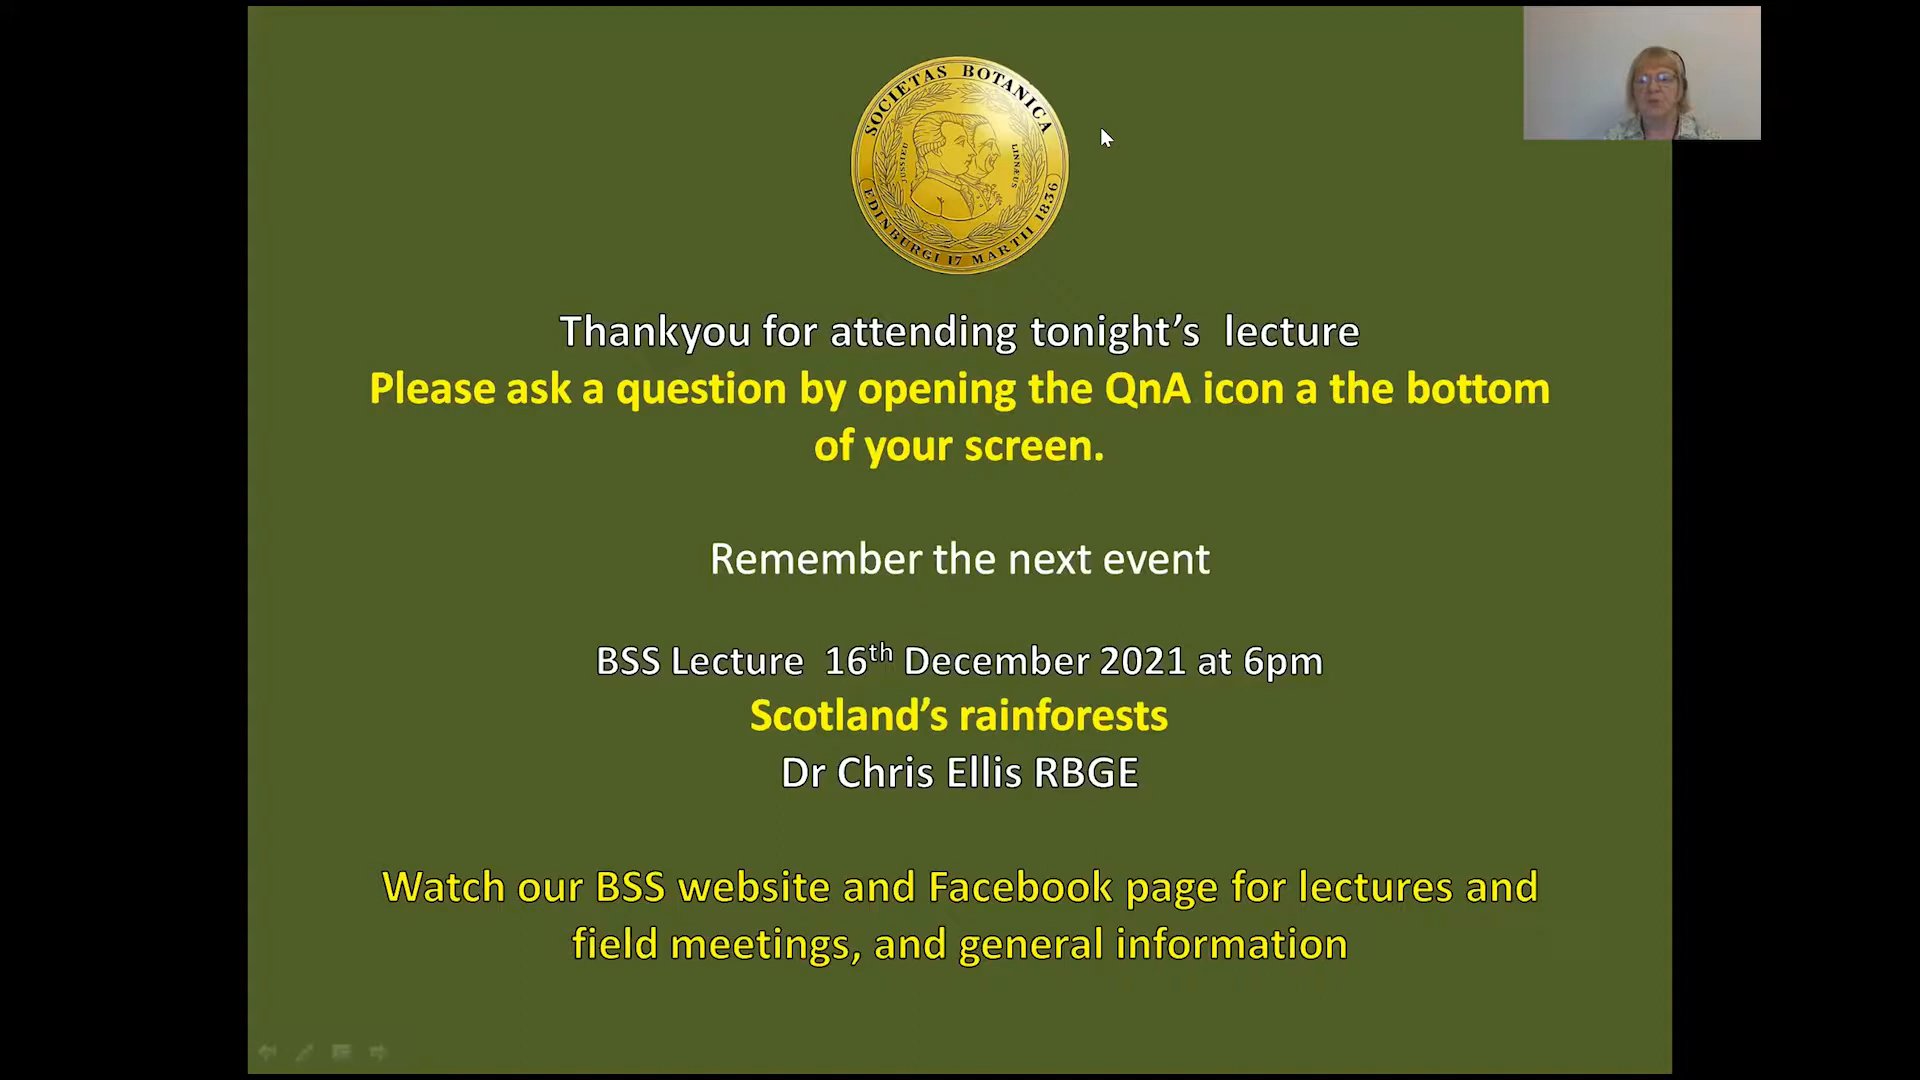 SOCIETAS BOTANICA
JUSSIEU
LINNÆUS
EDINBURGI 17 MARTII 1836
Thankyou for attending tonight’s lecture
Please ask a question by opening the QnA icon a the bottom
of your screen.
Remember the next event
BSS Lecture 16th December 2021 at 6pm
Scotland’s rainforests
Dr Chris Ellis RBGE
Watch our BSS website and Facebook page for lectures and
field meetings, and general information